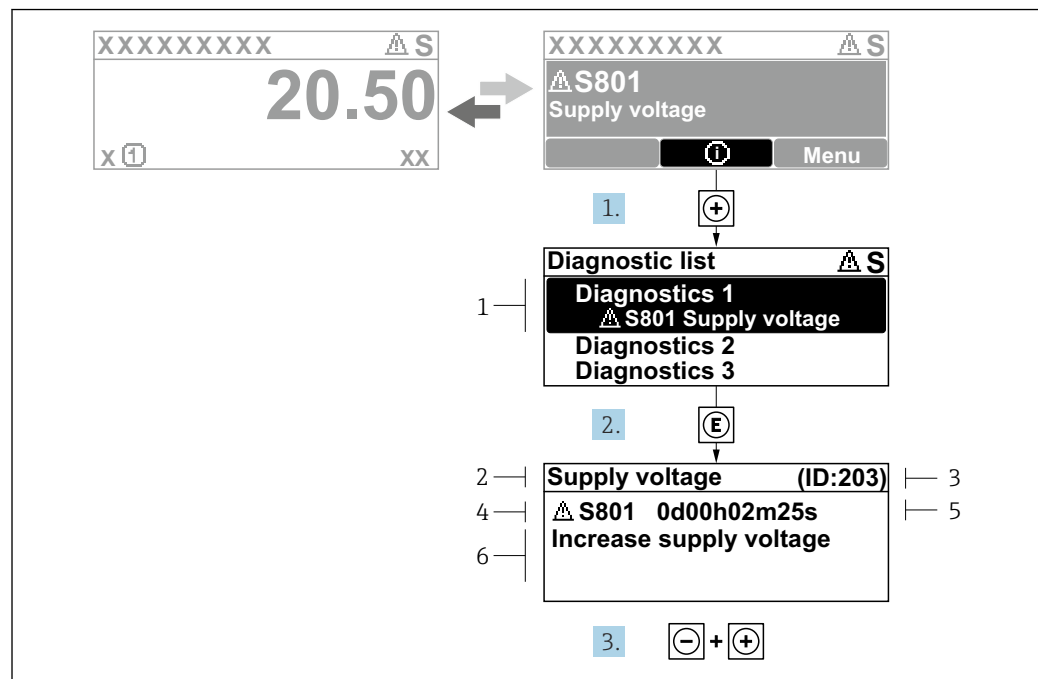 XXXXXXXXX ⚠S
20.50
x ① xx
XXXXXXXXX ⚠S
⚠S801
Supply voltage
ⓘ Menu
1. +
Diagnostic list ⚠S
1
Diagnostics 1
⚠ S801 Supply voltage
Diagnostics 2
Diagnostics 3
2. E
2 Supply voltage (ID:203) 3
4 ⚠ S801 0d00h02m25s 5
6 Increase supply voltage
3. - + +